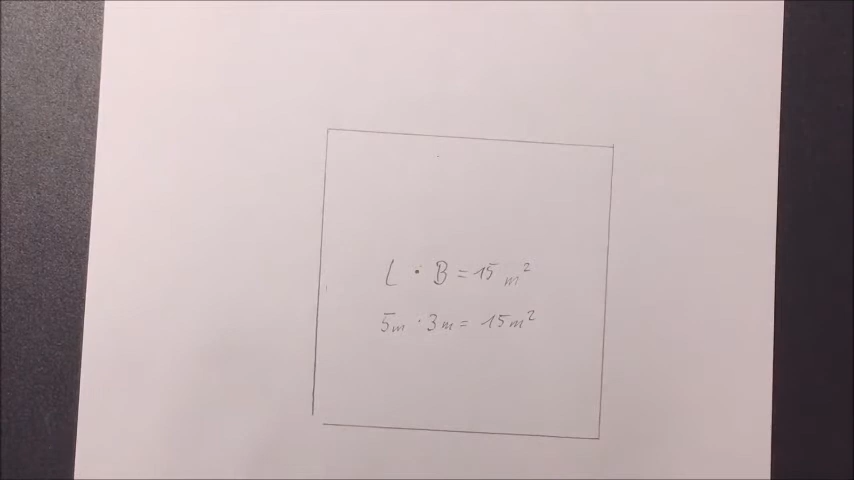 L · B = 15 m²
5m · 3m = 15m²